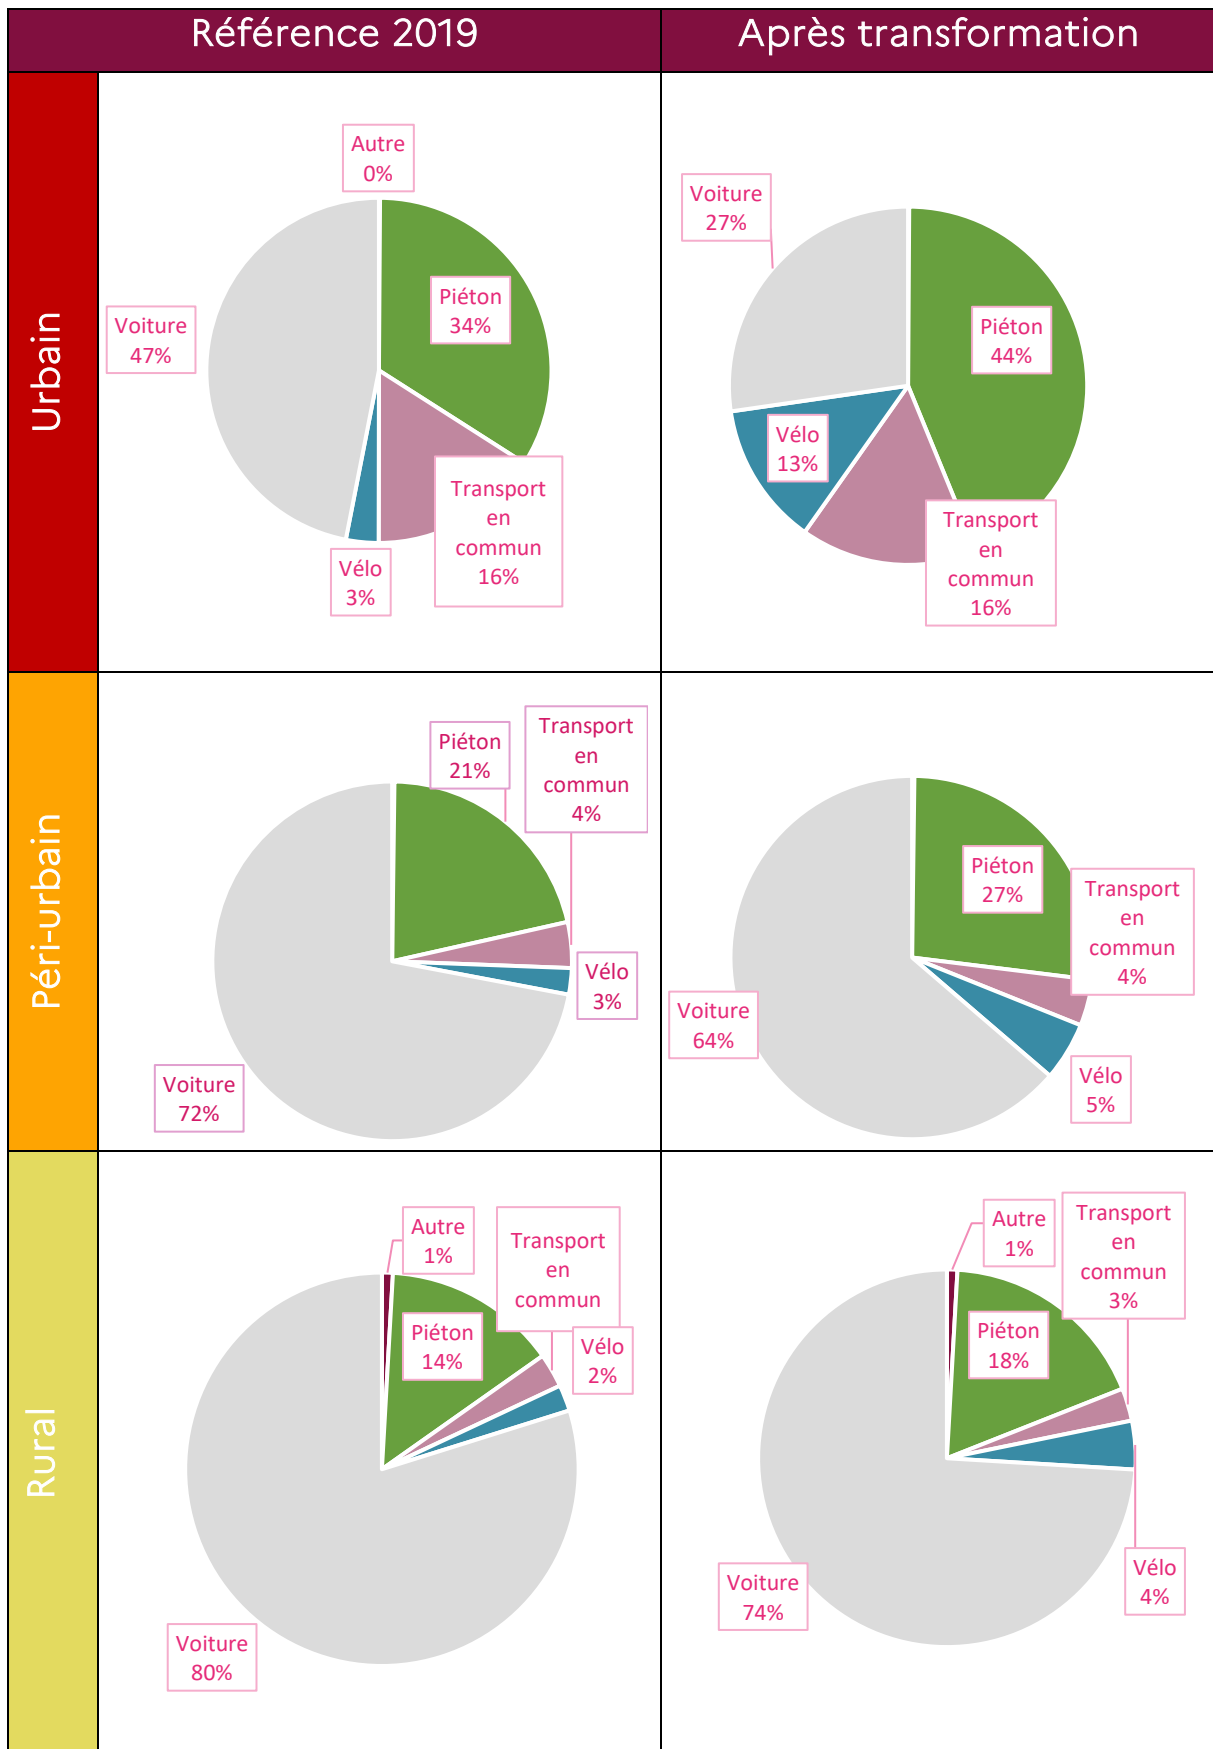 Référence 2019
Après transformation
Urbain
Autre
0%
Piéton
34%
Voiture
47%
Transport
en
commun
16%
Vélo
3%
Voiture
27%
Piéton
44%
Vélo
13%
Transport
en
commun
16%
Péri-urbain
Piéton
21%
Transport
en
commun
4%
Vélo
3%
Voiture
72%
Piéton
27%
Transport
en
commun
4%
Voiture
64%
Vélo
5%
Rural
Autre
1%
Transport
en
commun
Piéton
14%
Vélo
2%
Voiture
80%
Autre
1%
Transport
en
commun
3%
Piéton
18%
Vélo
4%
Voiture
74%